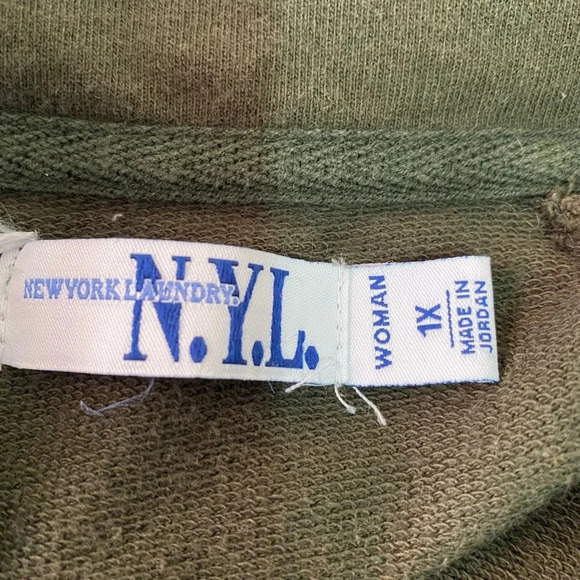 NEW YORK LAUNDRY.
N.Y.L.
WOMAN
1X
MADE IN
JORDAN